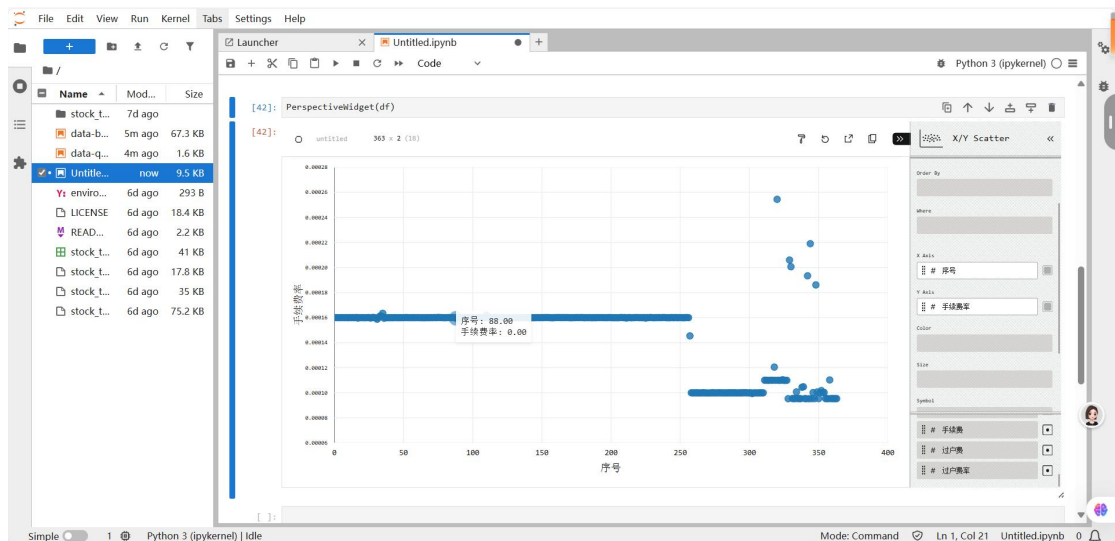 File Edit View Run Kernel Tabs Settings Help
Launcher × Untitled.ipynb +
Code Python 3 (ipykernel)
/
Name Mod... Size
stock_t... 7d ago
data-b... 5m ago 67.3 KB
data-q... 4m ago 1.6 KB
Untitle... now 9.5 KB
Y: enviro... 6d ago 293 B
LICENSE 6d ago 18.4 KB
READ... 6d ago 2.2 KB
stock_t... 6d ago 41 KB
stock_t... 6d ago 17.8 KB
stock_t... 6d ago 35 KB
stock_t... 6d ago 75.2 KB
[42]: PerspectiveWidget(df)
[42]:
untitled 363 x 2 (18)
X/Y Scatter
0.00028
0.00026
0.00024
0.00022
0.00020
0.00018
0.00016
0.00014
0.00012
0.00010
0.00008
0.00006
手续费率
序号: 88.00
手续费率: 0.00
0 50 100 150 200 250 300 350 400
序号
Order By
Where
X Axis
# 序号
Y Axis
# 手续费率
Color
Size
Symbol
# 手续费
# 过户费
# 过户费率
[ ]:
Simple 1 Python 3 (ipykernel) | Idle Mode: Command Ln 1, Col 21 Untitled.ipynb 0